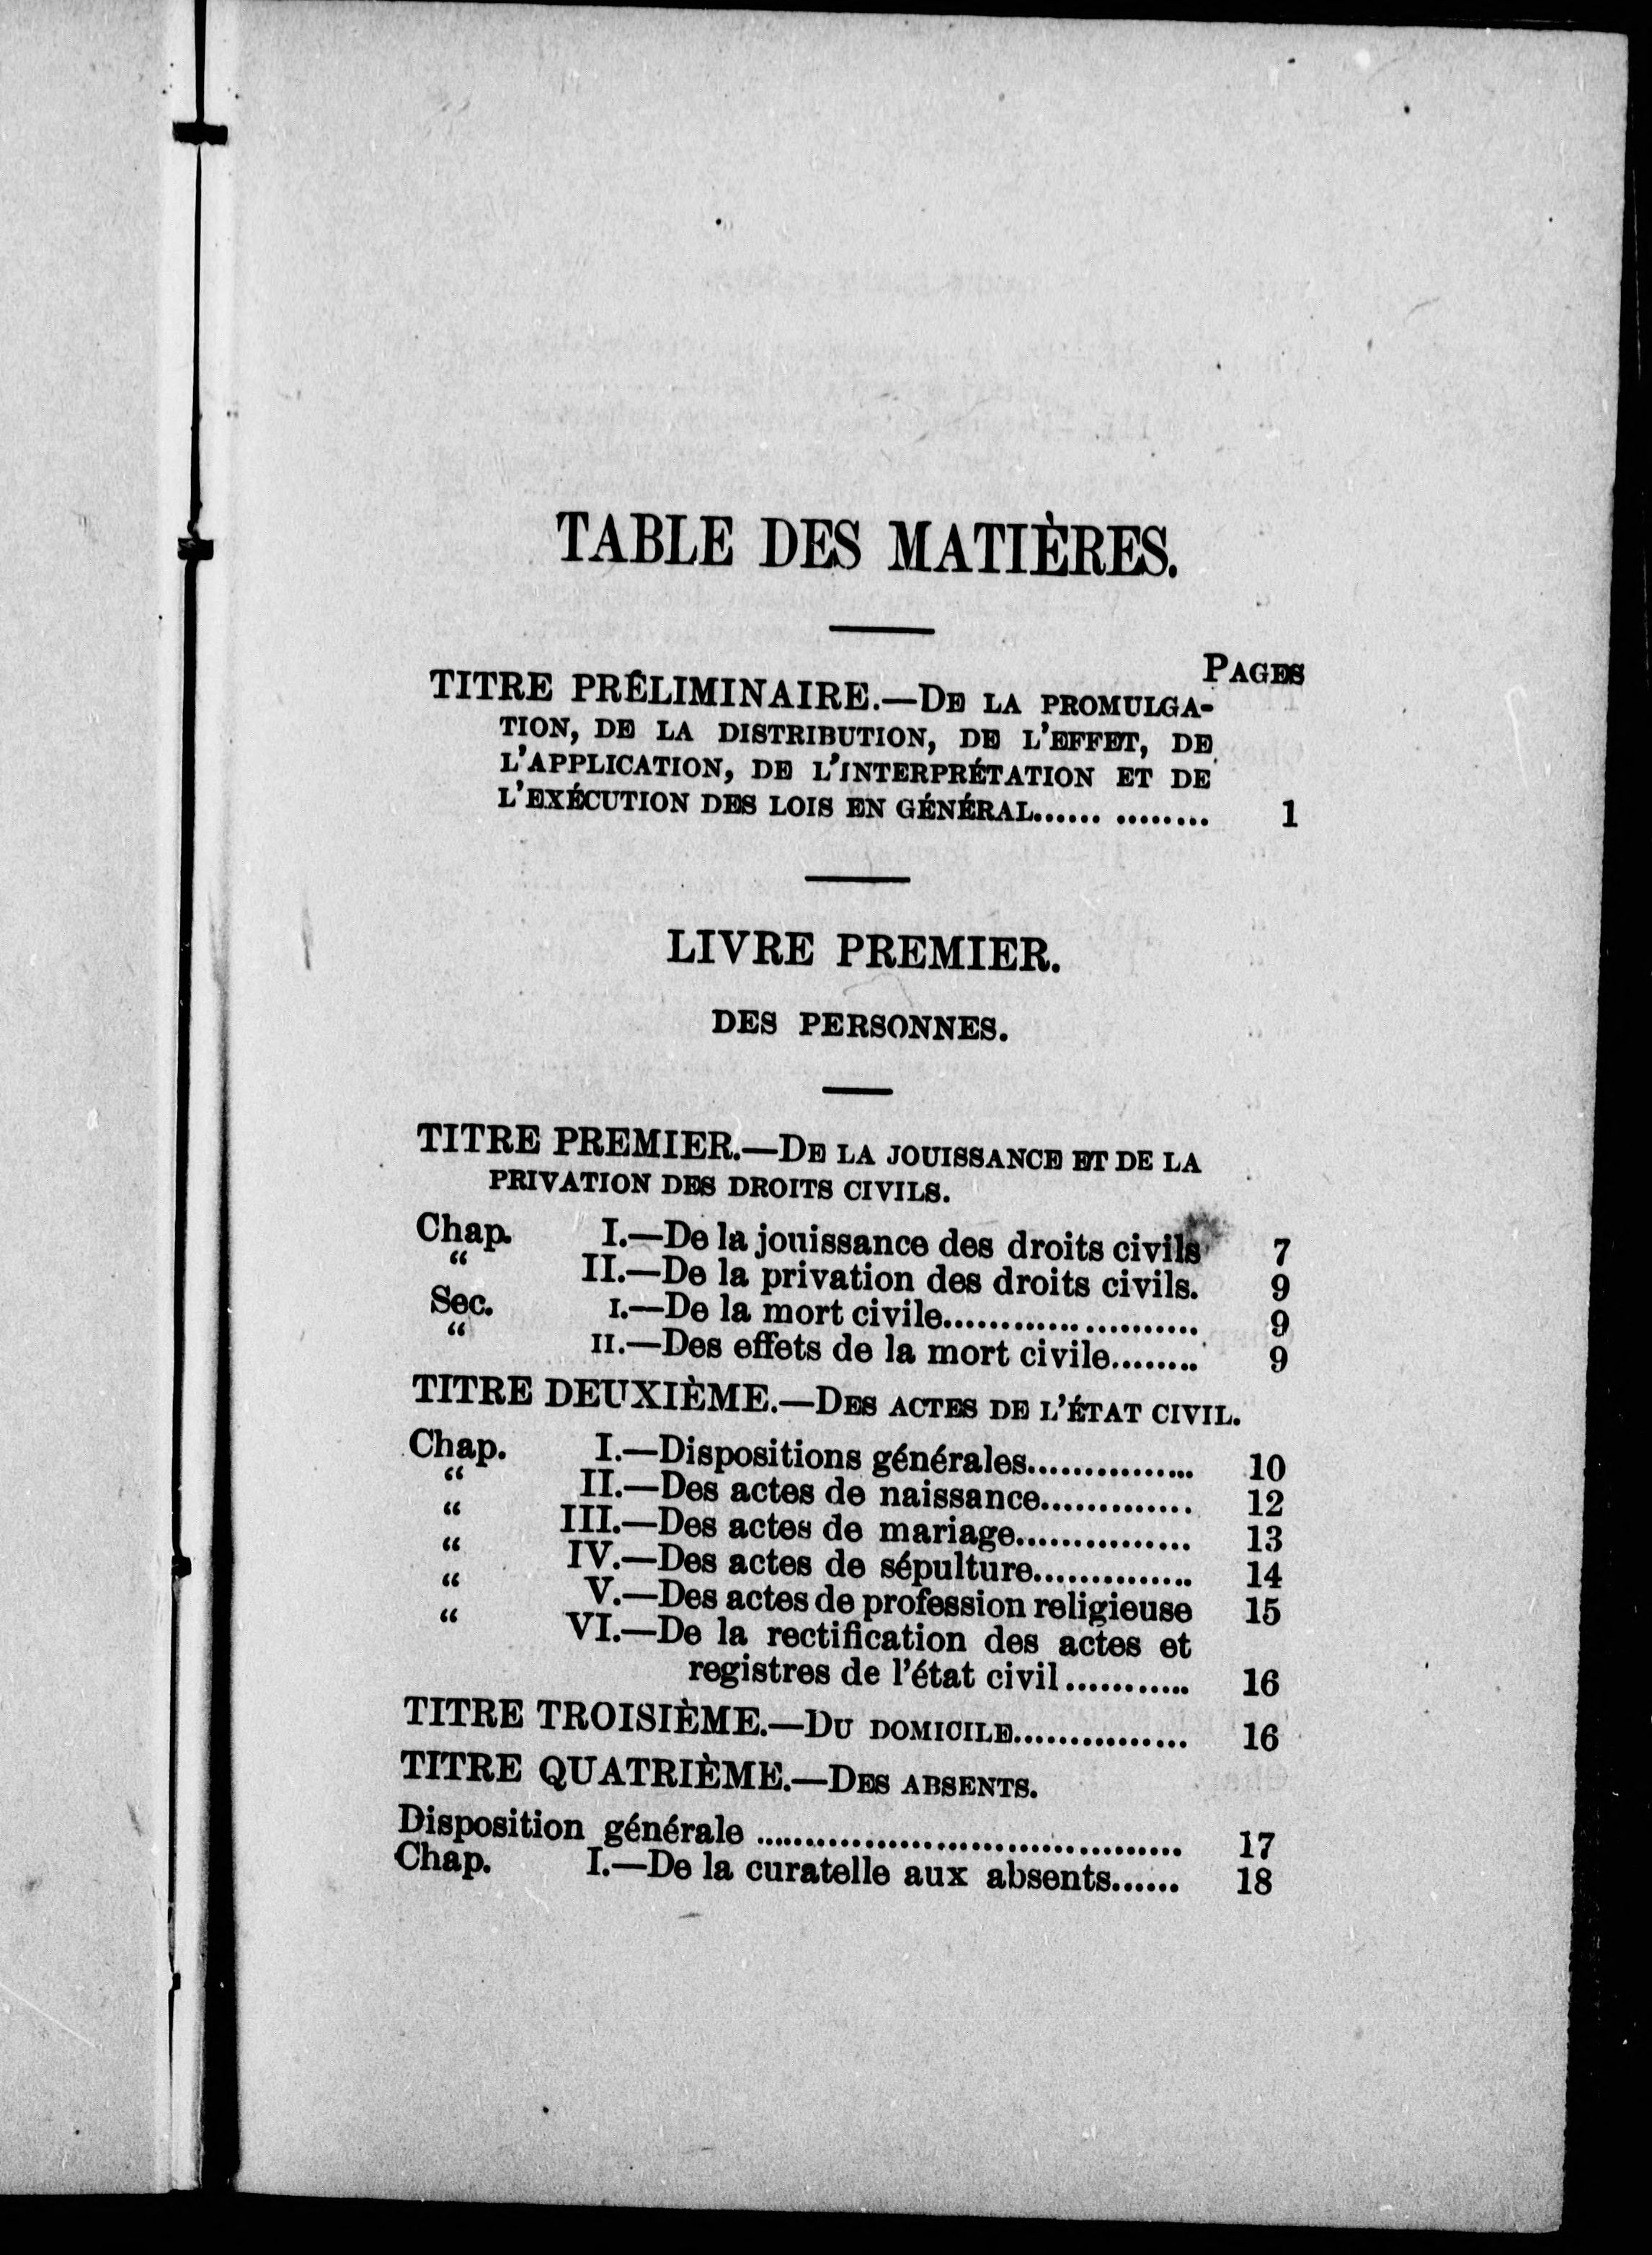 TABLE DES MATIÈRES.
PAGES
TITRE PRÉLIMINAIRE.—DE LA PROMULGA-
TION, DE LA DISTRIBUTION, DE L'EFFET, DE
L'APPLICATION, DE L'INTERPRÉTATION ET DE
L'EXÉCUTION DES LOIS EN GÉNÉRAL...... ........ 1
LIVRE PREMIER.
DES PERSONNES.
TITRE PREMIER.—DE LA JOUISSANCE ET DE LA
PRIVATION DES DROITS CIVILS.
Chap. I.—De la jouissance des droits civils 7
“ II.—De la privation des droits civils. 9
Sec. I.—De la mort civile....................... 9
“ II.—Des effets de la mort civile........ 9
TITRE DEUXIÈME.—DES ACTES DE L'ÉTAT CIVIL.
Chap. I.—Dispositions générales............... 10
“ II.—Des actes de naissance............. 12
“ III.—Des actes de mariage............... 13
“ IV.—Des actes de sépulture.............. 14
“ V.—Des actes de profession religieuse 15
“ VI.—De la rectification des actes et
registres de l'état civil........... 16
TITRE TROISIÈME.—DU DOMICILE............... 16
TITRE QUATRIÈME.—DES ABSENTS.
Disposition générale ..................................... 17
Chap. I.—De la curatelle aux absents...... 18